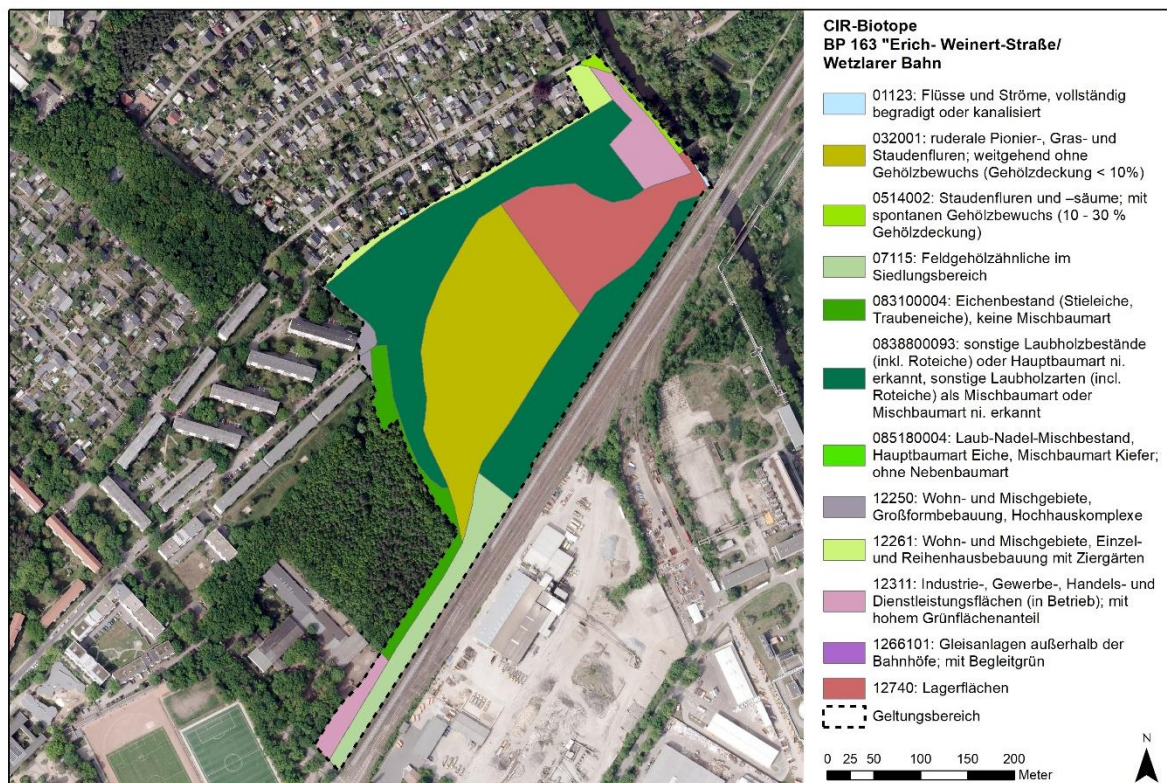 CIR-Biotope
BP 163 "Erich- Weinert-Straße/
Wetzlarer Bahn
01123: Flüsse und Ströme, vollständig
begradigt oder kanalisiert
032001: ruderale Pionier-, Gras- und
Staudenfluren; weitgehend ohne
Gehölzbewuchs (Gehölzdeckung < 10%)
0514002: Staudenfluren und –säume; mit
spontanen Gehölzbewuchs (10 - 30 %
Gehölzdeckung)
07115: Feldgehölzähnliche im
Siedlungsbereich
083100004: Eichenbestand (Stieleiche,
Traubeneiche), keine Mischbaumart
0838800093: sonstige Laubholzbestände
(inkl. Roteiche) oder Hauptbaumart ni.
erkannt, sonstige Laubholzarten (incl.
Roteiche) als Mischbaumart oder
Mischbaumart ni. erkannt
085180004: Laub-Nadel-Mischbestand,
Hauptbaumart Eiche, Mischbaumart Kiefer;
ohne Nebenbaumart
12250: Wohn- und Mischgebiete,
Großformbebauung, Hochhauskomplexe
12261: Wohn- und Mischgebiete, Einzel-
und Reihenhausbebauung mit Ziergärten
12311: Industrie-, Gewerbe-, Handels- und
Dienstleistungsflächen (in Betrieb); mit
hohem Grünflächenanteil
1266101: Gleisanlagen außerhalb der
Bahnhöfe; mit Begleitgrün
12740: Lagerflächen
Geltungsbereich
N
0 25 50 100 150 200
Meter